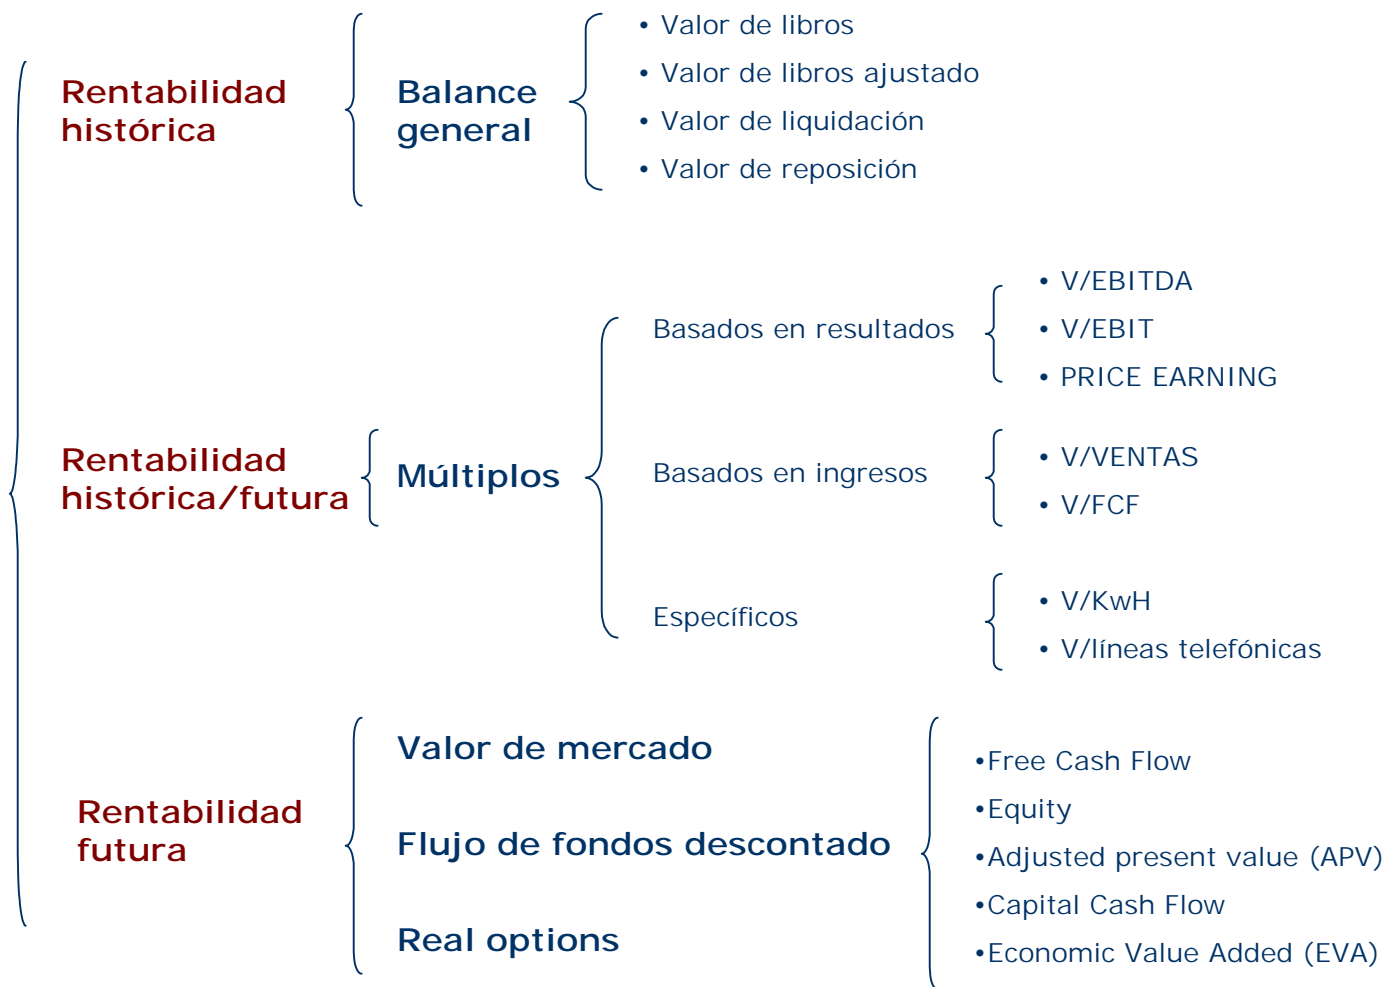 Rentabilidad
histórica
Balance
general
• Valor de libros
• Valor de libros ajustado
• Valor de liquidación
• Valor de reposición
Rentabilidad
histórica/futura
Múltiplos
Basados en resultados
• V/EBITDA
• V/EBIT
• PRICE EARNING
Basados en ingresos
• V/VENTAS
• V/FCF
Específicos
• V/KwH
• V/líneas telefónicas
Rentabilidad
futura
Valor de mercado
Flujo de fondos descontado
Real options
•Free Cash Flow
•Equity
•Adjusted present value (APV)
•Capital Cash Flow
•Economic Value Added (EVA)